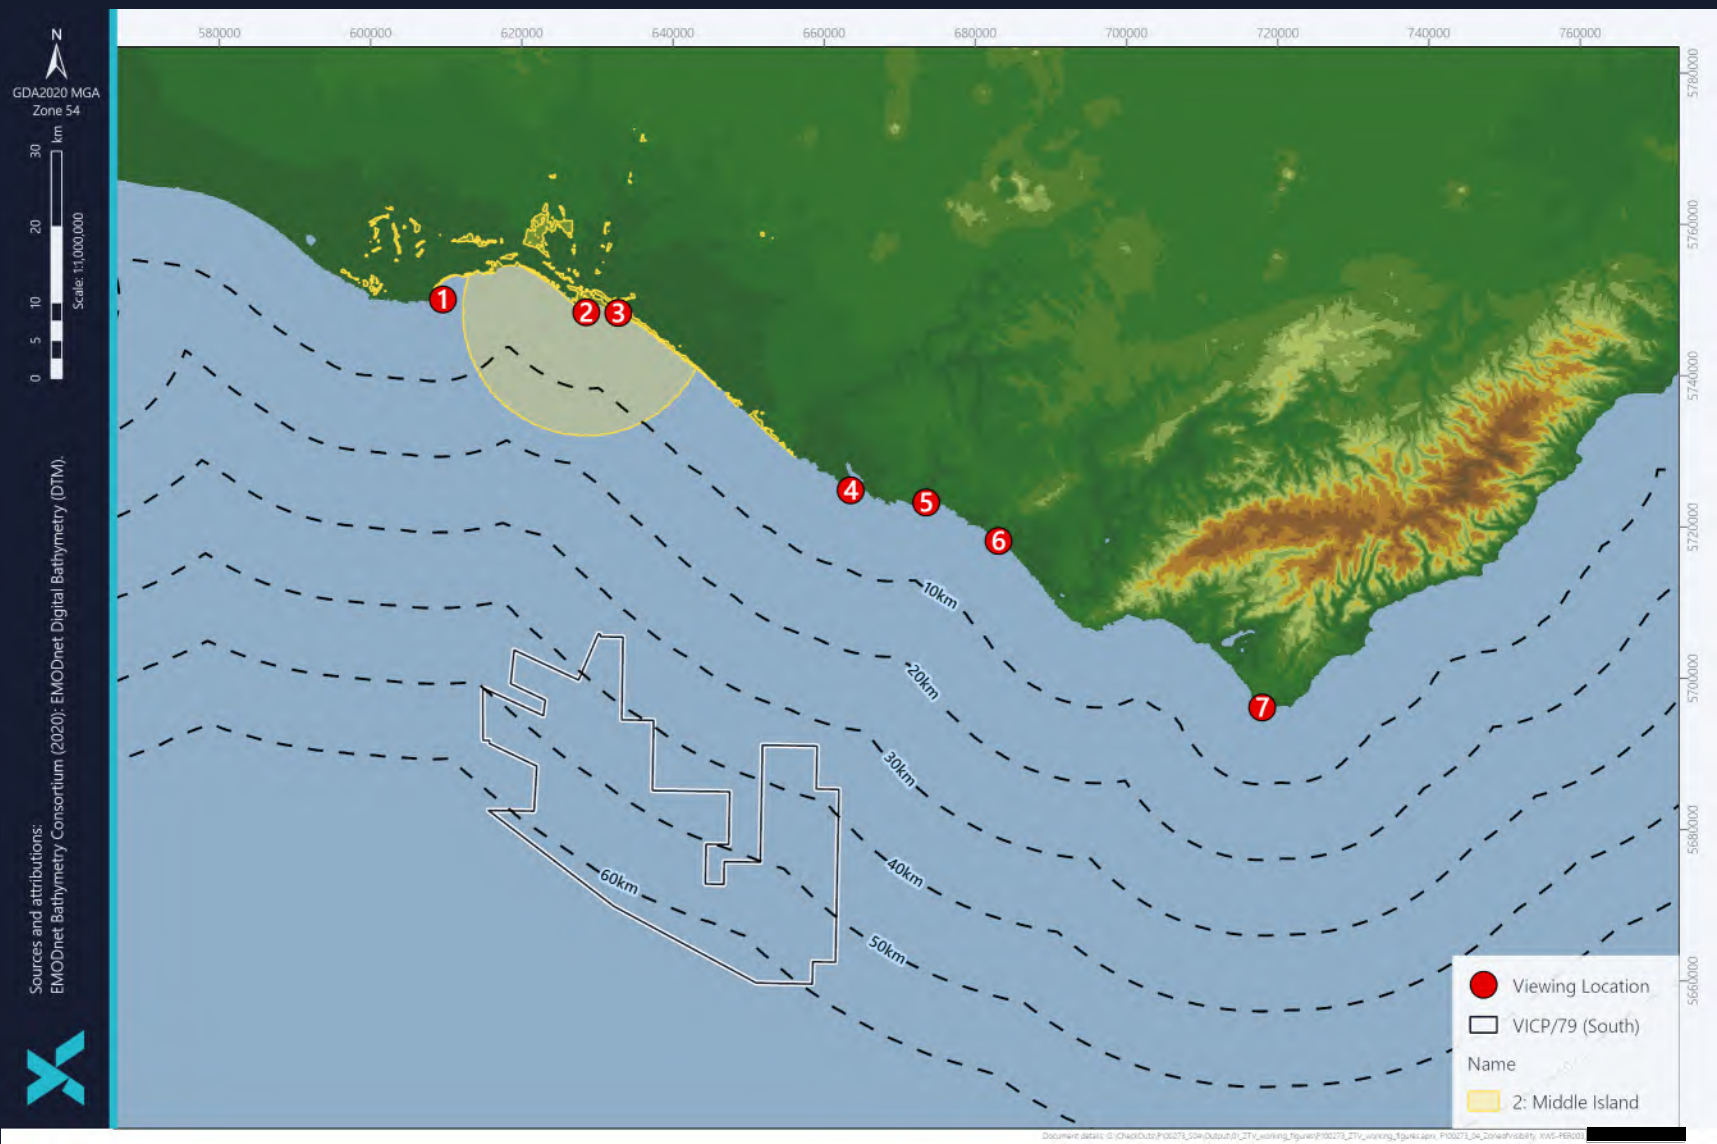 580000
600000
620000
640000
660000
680000
700000
720000
740000
760000
N
GDA2020 MGA
Zone 54
km
30
20
10
5
0
Scale: 1:1,000,000
5780000
5760000
5740000
5720000
5700000
5680000
5660000
1
2
3
4
5
6
7
10km
20km
30km
40km
50km
60km
Sources and attributions:
EMODnet Bathymetry Consortium (2020): EMODnet Digital Bathymetry (DTM).
Viewing Location
VICP/79 (South)
Name
2: Middle Island